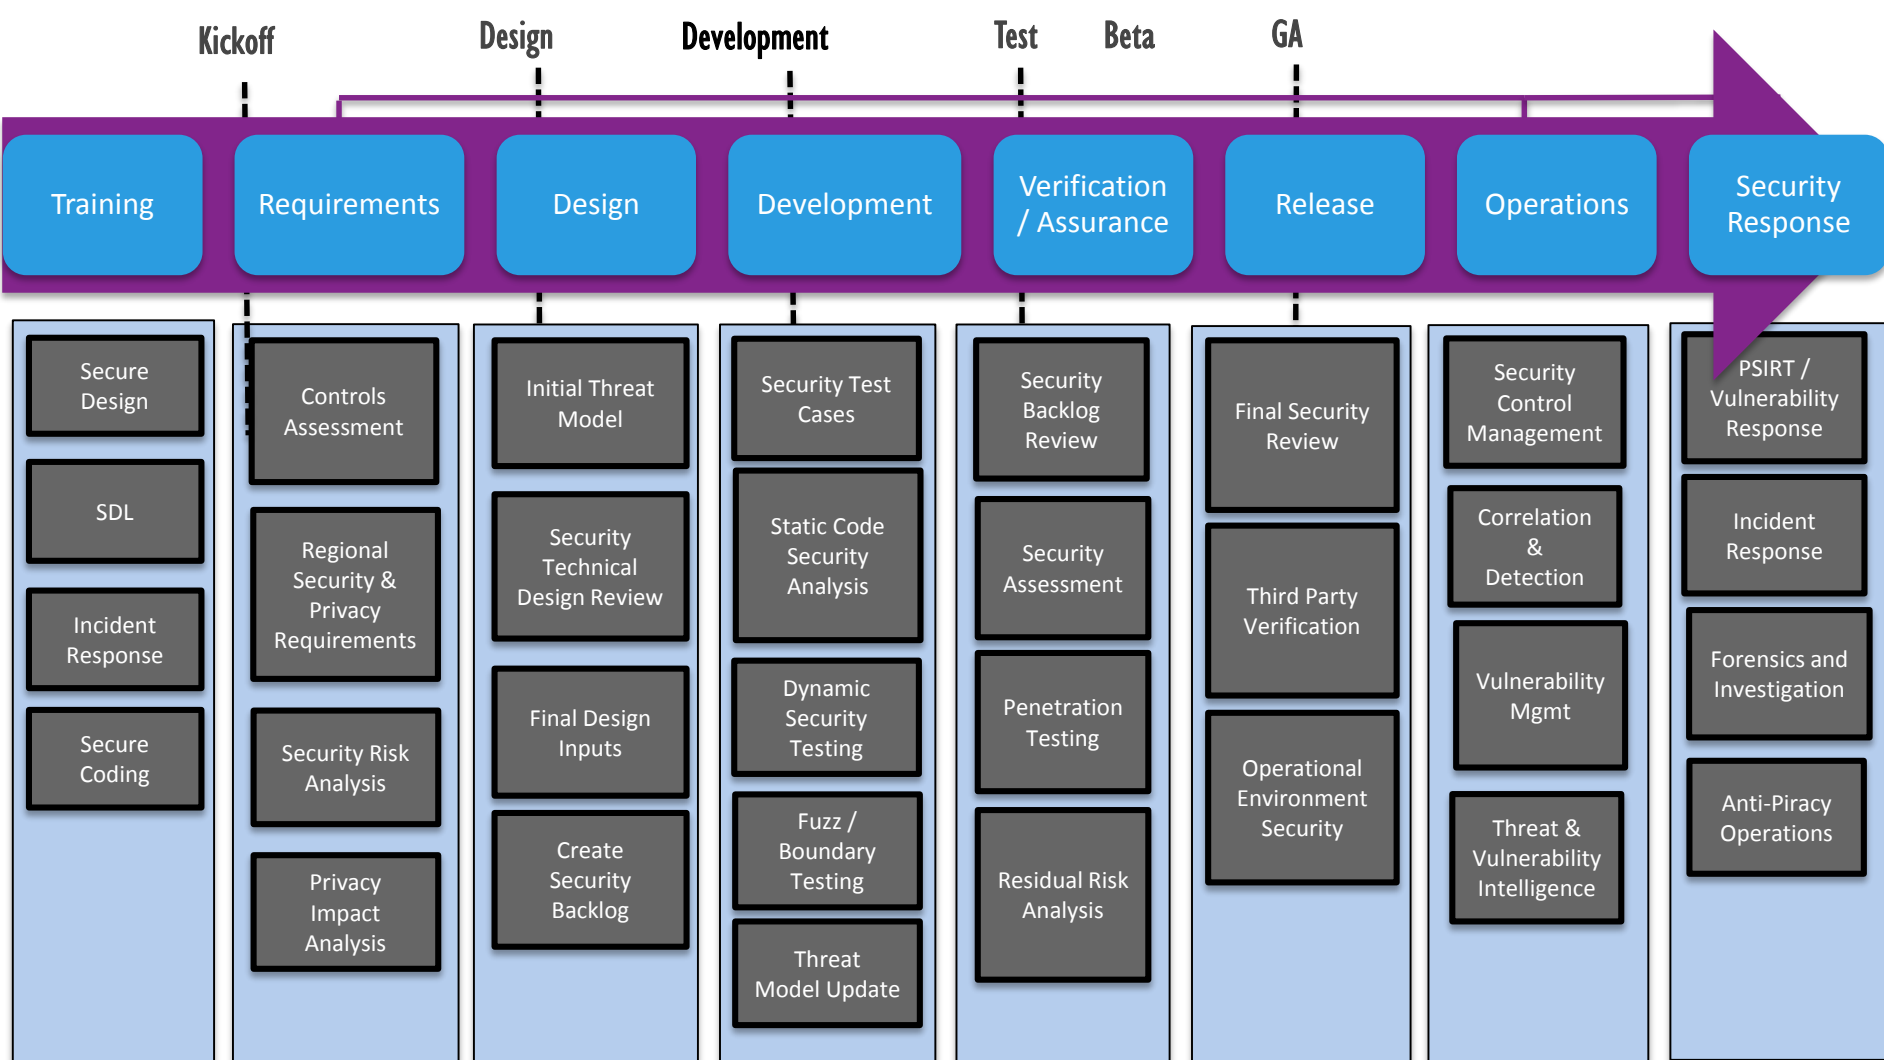 Kickoff
Design
Development
Test
Beta
GA
Training
Requirements
Design
Development
Verification
/ Assurance
Release
Operations
Security
Response
Secure
Design
SDL
Incident
Response
Secure
Coding
Controls
Assessment
Regional
Security &
Privacy
Requirements
Security Risk
Analysis
Privacy
Impact
Analysis
Initial Threat
Model
Security
Technical
Design Review
Final Design
Inputs
Create
Security
Backlog
Security Test
Cases
Static Code
Security
Analysis
Dynamic
Security
Testing
Fuzz /
Boundary
Testing
Threat
Model Update
Security
Backlog
Review
Security
Assessment
Penetration
Testing
Residual Risk
Analysis
Final Security
Review
Third Party
Verification
Operational
Environment
Security
Security
Control
Management
Correlation
&
Detection
Vulnerability
Mgmt
Threat &
Vulnerability
Intelligence
PSIRT /
Vulnerability
Response
Incident
Response
Forensics and
Investigation
Anti-Piracy
Operations